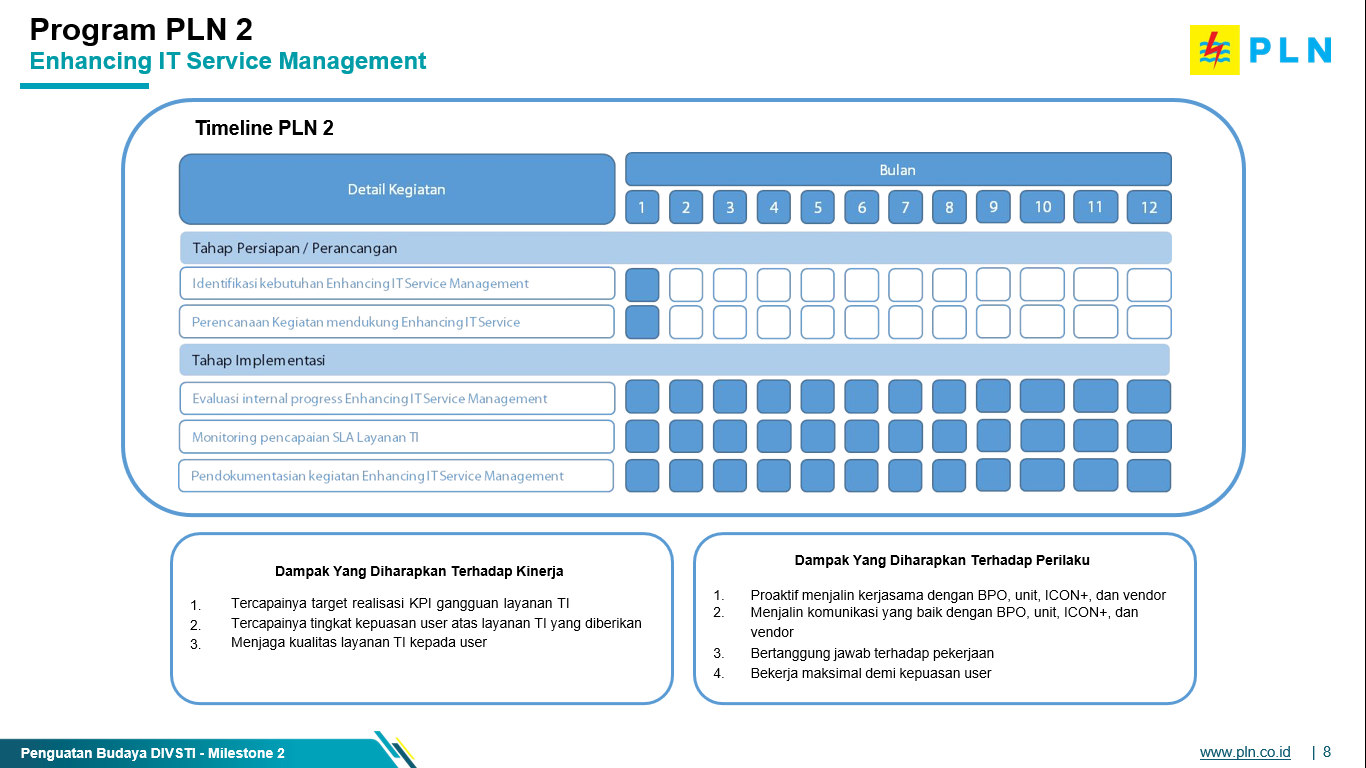 Program PLN 2
Enhancing IT Service Management
PLN
Timeline PLN 2
Detail Kegiatan
Bulan
1 2 3 4 5 6 7 8 9 10 11 12
Tahap Persiapan / Perancangan
Identifikasi kebutuhan Enhancing IT Service Management
Perencanaan Kegiatan mendukung Enhancing IT Service
Tahap Implementasi
Evaluasi internal progress Enhancing IT Service Management
Monitoring pencapaian SLA Layanan TI
Pendokumentasian kegiatan Enhancing IT Service Management
Dampak Yang Diharapkan Terhadap Kinerja
1. Tercapainya target realisasi KPI gangguan layanan TI
2. Tercapainya tingkat kepuasan user atas layanan TI yang diberikan
3. Menjaga kualitas layanan TI kepada user
Dampak Yang Diharapkan Terhadap Perilaku
1. Proaktif menjalin kerjasama dengan BPO, unit, ICON+, dan vendor
2. Menjalin komunikasi yang baik dengan BPO, unit, ICON+, dan
vendor
3. Bertanggung jawab terhadap pekerjaan
4. Bekerja maksimal demi kepuasan user
Penguatan Budaya DIVSTI - Milestone 2
www.pln.co.id | 8